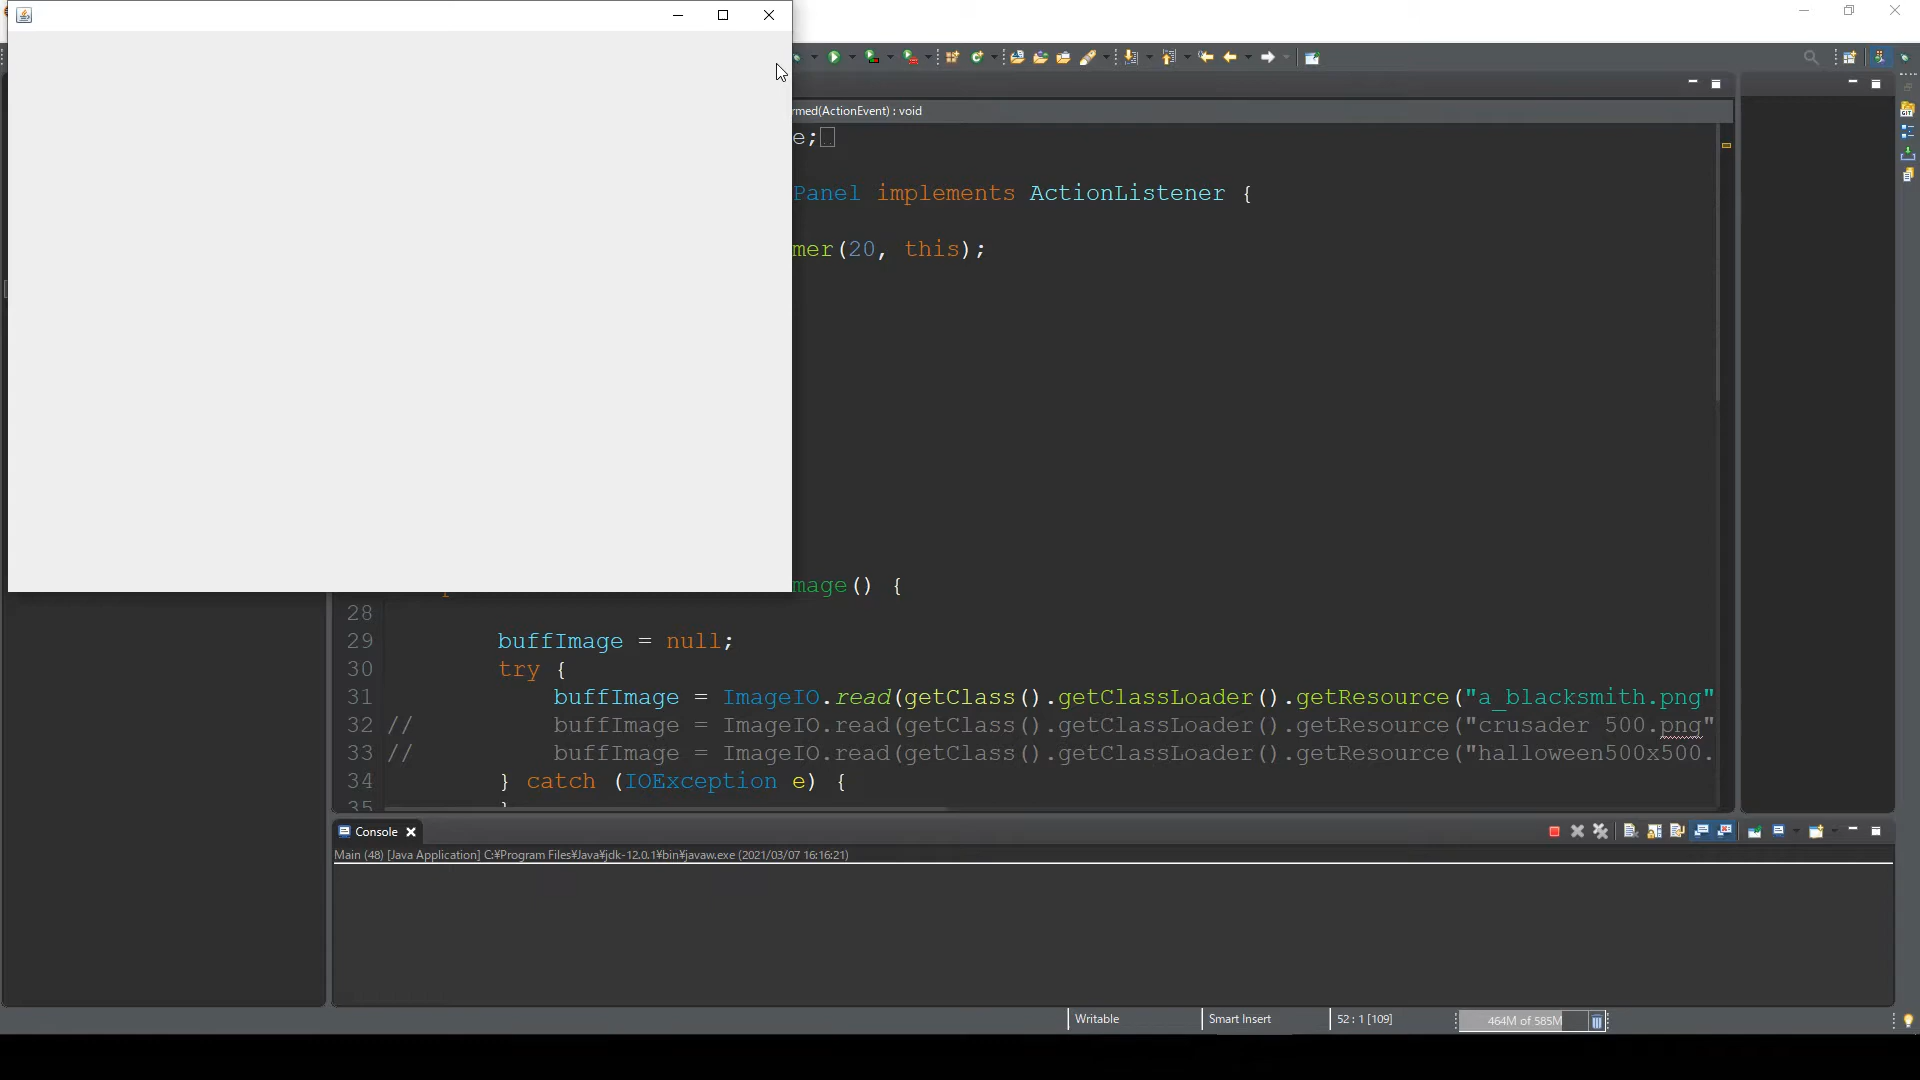 rmed(ActionEvent) : void
e;
Panel implements ActionListener {
mer(20, this);
mage() {
28
29 buffImage = null;
30 try {
31 buffImage = ImageIO.read(getClass().getClassLoader().getResource("a_blacksmith.png"
32 // buffImage = ImageIO.read(getClass().getClassLoader().getResource("crusader 500.png"
33 // buffImage = ImageIO.read(getClass().getClassLoader().getResource("halloween500x500.
34 } catch (IOException e) {
35
Console
Main (48) [Java Application] C:¥Program Files¥Java¥jdk-12.0.1¥bin¥javaw.exe (2021/03/07 16:16:21)
Writable
Smart Insert
52 : 1 [109]
464M of 585M